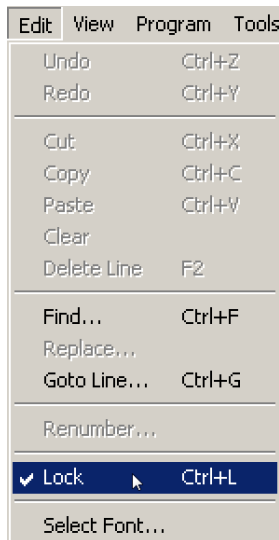 Edit View Program Tools
Undo Ctrl+Z
Redo Ctrl+Y
Cut Ctrl+X
Copy Ctrl+C
Paste Ctrl+V
Clear
Delete Line F2
Find... Ctrl+F
Replace...
Goto Line... Ctrl+G
Renumber...
Lock Ctrl+L
Select Font...